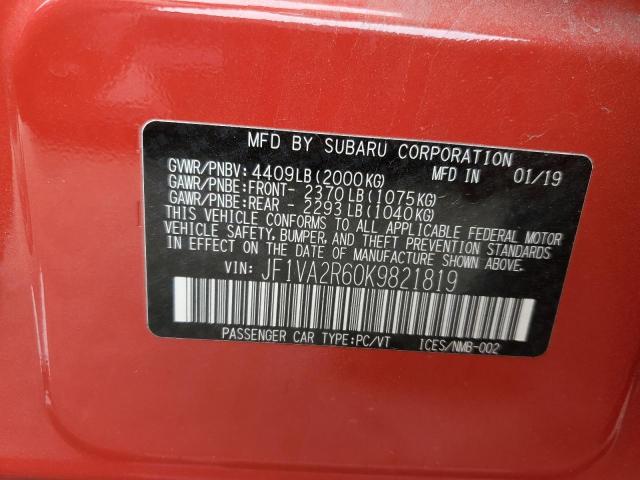 MFD BY SUBARU CORPORATION
GVWR/PNBV: 4409LB(2000KG) MFD IN 01/19
GAWR/PNBE:FRONT- 2370LB(1075KG)
GAWR/PNBE:REAR - 2293LB(1040KG)
THIS VEHICLE CONFORMS TO ALL APPLICABLE FEDERAL MOTOR
VEHICLE SAFETY, BUMPER, AND THEFT PREVENTION STANDARDS
IN EFFECT ON THE DATE OF MANUFACTURE SHOWN ABOVE.
VIN: JF1VA2R60K9821819
PASSENGER CAR TYPE:PC/VT ICES/NMB-002